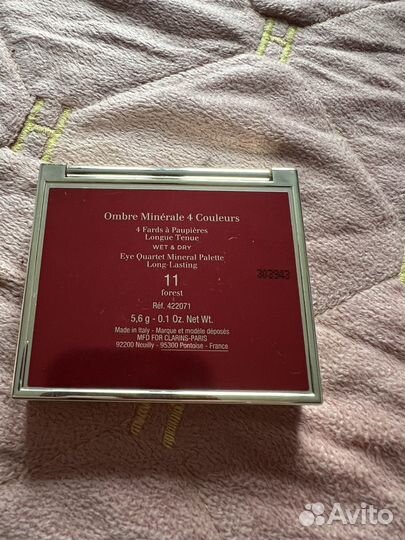 Ombre Minérale 4 Couleurs
4 Fards à Paupières
Longue Tenue
WET & DRY
Eye Quartet Mineral Palette
Long-Lasting
302943
11
forest
Réf. 422071
5,6 g - 0.1 Oz. Net Wt.
Made in Italy - Marque et modèle déposés
MFD FOR CLARINS-PARIS
92200 Neuilly - 95300 Pontoise - France
Avito